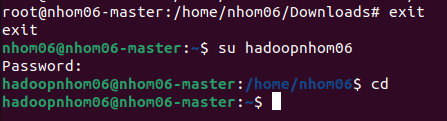 root@nhom06-master:/home/nhom06/Downloads# exit
exit
nhom06@nhom06-master:~$ su hadoopnhom06
Password:
hadoopnhom06@nhom06-master:/home/nhom06$ cd
hadoopnhom06@nhom06-master:~$